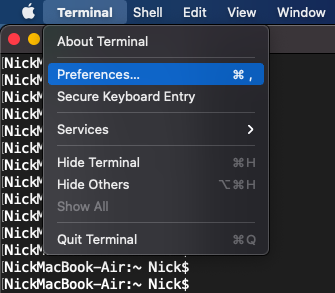 Terminal Shell Edit View Window
About Terminal
Preferences... ⌘ ,
Secure Keyboard Entry
Services
Hide Terminal ⌘H
Hide Others ⌥⌘H
Show All
Quit Terminal ⌘Q
NickM
NickM
NickM
NickM
NickM
NickM
NickM
NickM
NickM
NickM
NickM
NickM
NickMacBook-Air:~ Nick$
NickMacBook-Air:~ Nick$